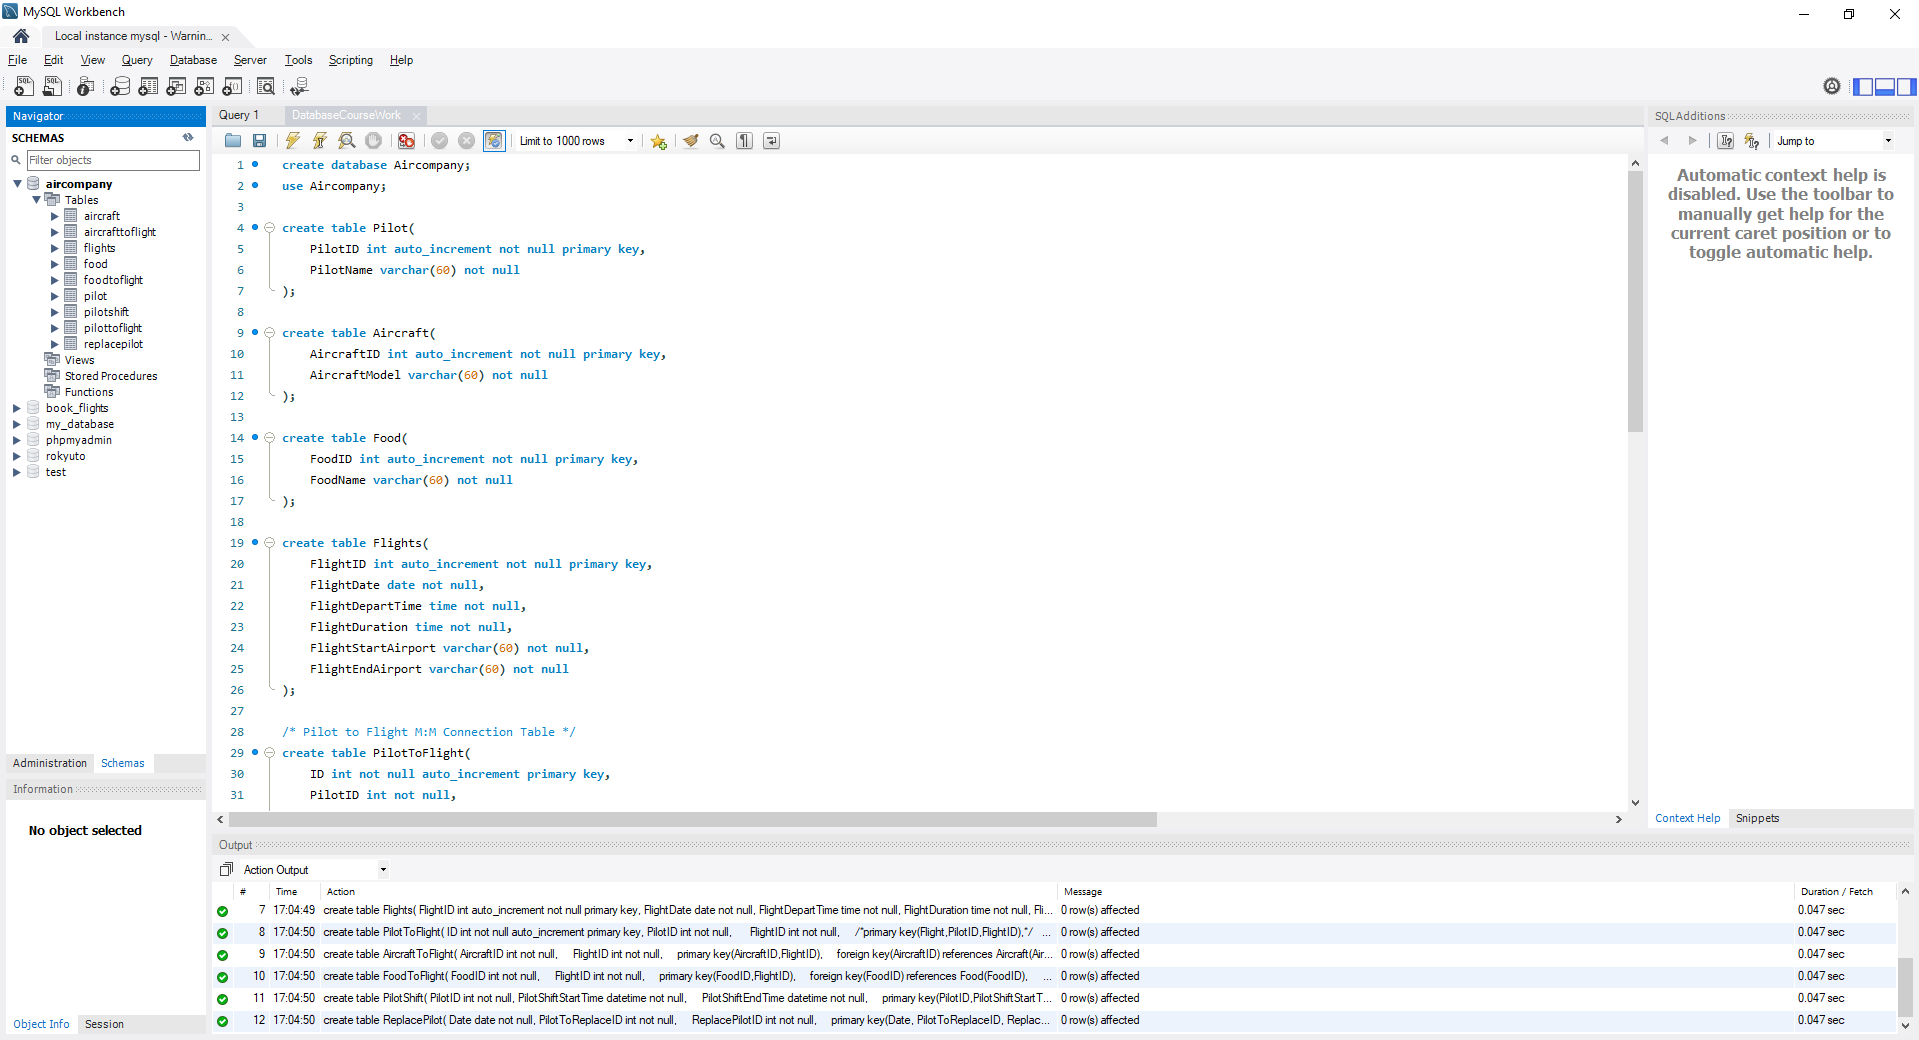 MySQL Workbench
Local instance mysql - Warnin...
File Edit View Query Database Server Tools Scripting Help
Navigator
SCHEMAS
Filter objects
aircompany
Tables
aircraft
aircrafttoflight
flights
food
foodtoflight
pilot
pilotshift
pilottoflight
replacepilot
Views
Stored Procedures
Functions
book_flights
my_database
phpmyadmin
rokyuto
test
Administration Schemas
Information
No object selected
Object Info Session
Query 1 DatabaseCourseWork
Limit to 1000 rows
1 create database Aircompany;
2 use Aircompany;
3
4 create table Pilot(
5 PilotID int auto_increment not null primary key,
6 PilotName varchar(60) not null
7 );
8
9 create table Aircraft(
10 AircraftID int auto_increment not null primary key,
11 AircraftModel varchar(60) not null
12 );
13
14 create table Food(
15 FoodID int auto_increment not null primary key,
16 FoodName varchar(60) not null
17 );
18
19 create table Flights(
20 FlightID int auto_increment not null primary key,
21 FlightDate date not null,
22 FlightDepartTime time not null,
23 FlightDuration time not null,
24 FlightStartAirport varchar(60) not null,
25 FlightEndAirport varchar(60) not null
26 );
27
28 /* Pilot to Flight M:M Connection Table */
29 create table PilotToFlight(
30 ID int not null auto_increment primary key,
31 PilotID int not null,
SQLAdditions
Jump to
Automatic context help is
disabled. Use the toolbar to
manually get help for the
current caret position or to
toggle automatic help.
Context Help Snippets
Output
Action Output
# Time Action Message Duration / Fetch
7 17:04:49 create table Flights( FlightID int auto_increment not null primary key, FlightDate date not null, FlightDepartTime time not null, FlightDuration time not null, Fli... 0 row(s) affected 0.047 sec
8 17:04:50 create table PilotToFlight( ID int not null auto_increment primary key, PilotID int not null, FlightID int not null, /*primary key(Flight,PilotID,FlightID),*/ ... 0 row(s) affected 0.047 sec
9 17:04:50 create table AircraftToFlight( AircraftID int not null, FlightID int not null, primary key(AircraftID,FlightID), foreign key(AircraftID) references Aircraft(Air... 0 row(s) affected 0.047 sec
10 17:04:50 create table FoodToFlight( FoodID int not null, FlightID int not null, primary key(FoodID,FlightID), foreign key(FoodID) references Food(FoodID), ... 0 row(s) affected 0.047 sec
11 17:04:50 create table PilotShift( PilotID int not null, PilotShiftStartTime datetime not null, PilotShiftEndTime datetime not null, primary key(PilotID,PilotShiftStartT... 0 row(s) affected 0.047 sec
12 17:04:50 create table ReplacePilot( Date date not null, PilotToReplaceID int not null, ReplacePilotID int not null, primary key(Date, PilotToReplaceID, Replac... 0 row(s) affected 0.047 sec